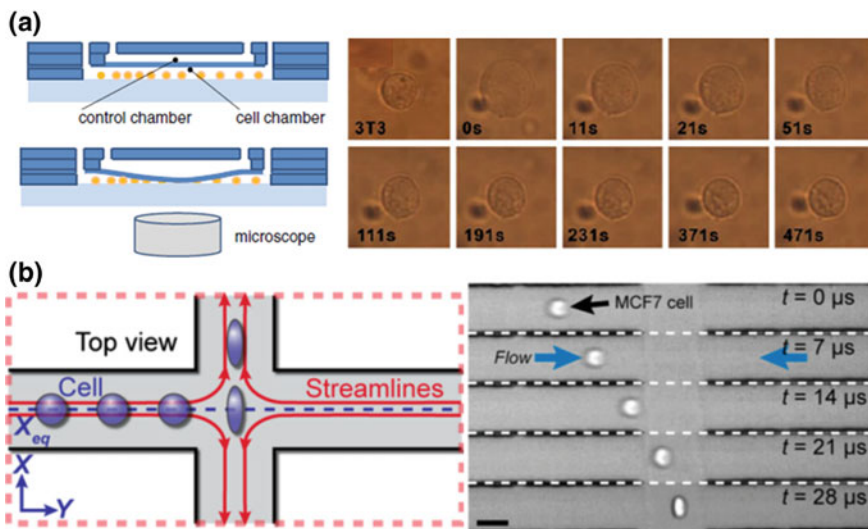 (a)
control chamber
cell chamber
microscope
3T3
0s
11s
21s
51s
111s
191s
231s
371s
471s
(b)
Top view
Cell
Streamlines
Xeq
X
Y
MCF7 cell
Flow
t = 0 µs
t = 7 µs
t = 14 µs
t = 21 µs
t = 28 µs